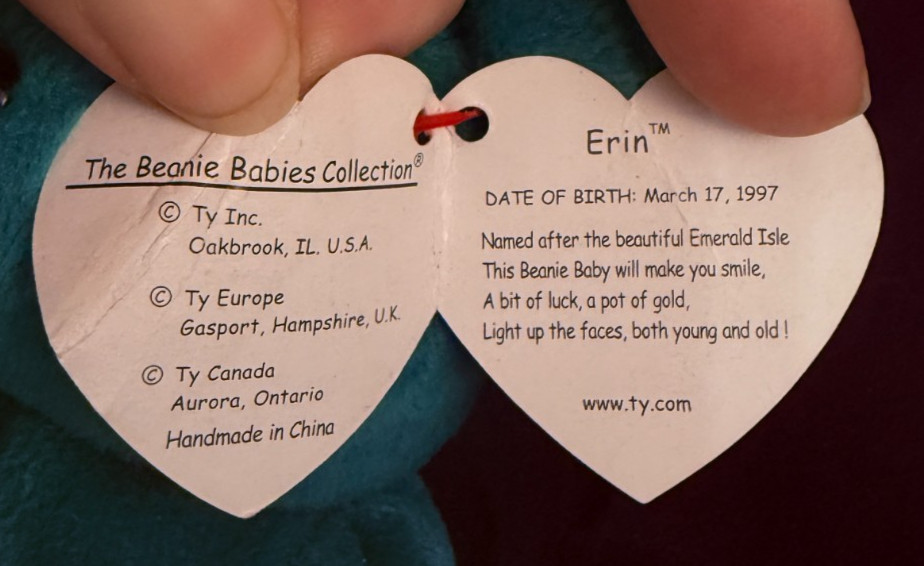 The Beanie Babies Collection®
© Ty Inc.
Oakbrook, IL. U.S.A.
© Ty Europe
Gasport, Hampshire, U.K.
© Ty Canada
Aurora, Ontario
Handmade in China
Erin™
DATE OF BIRTH: March 17, 1997
Named after the beautiful Emerald Isle
This Beanie Baby will make you smile,
A bit of luck, a pot of gold,
Light up the faces, both young and old !
www.ty.com